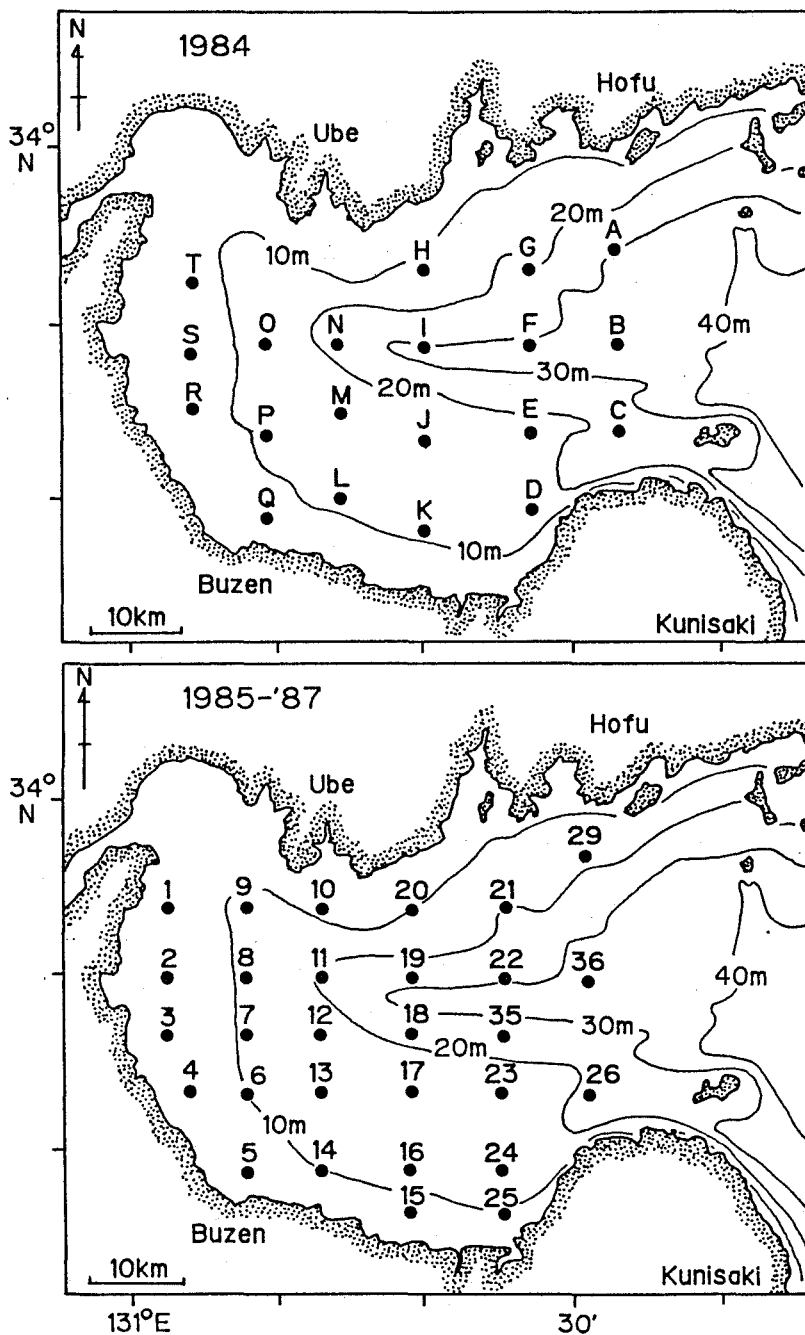 N
1984
Hofu
34°
N
Ube
20m
A
10m
H
G
T
40m
O
N
I
F
B
S
30m
20m
R
M
E
C
P
J
L
D
Q
K
10m
Buzen
10km
Kunisaki
N
1985-'87
Hofu
34°
N
Ube
29
1
9
10
20
21
2
8
11
19
22
36
40m
3
7
12
18
35
30m
20m
4
6
13
17
23
26
10m
5
14
16
24
15
25
Buzen
10km
Kunisaki
131°E
30'